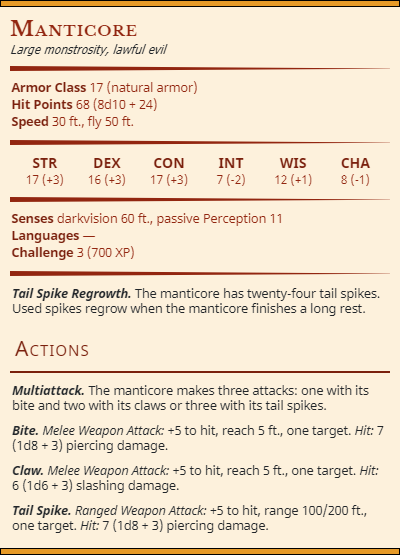 Manticore
Large monstrosity, lawful evil
Armor Class 17 (natural armor)
Hit Points 68 (8d10 + 24)
Speed 30 ft., fly 50 ft.
STR DEX CON INT WIS CHA
17 (+3) 16 (+3) 17 (+3) 7 (-2) 12 (+1) 8 (-1)
Senses darkvision 60 ft., passive Perception 11
Languages —
Challenge 3 (700 XP)
Tail Spike Regrowth. The manticore has twenty-four tail spikes.
Used spikes regrow when the manticore finishes a long rest.
Actions
Multiattack. The manticore makes three attacks: one with its
bite and two with its claws or three with its tail spikes.
Bite. Melee Weapon Attack: +5 to hit, reach 5 ft., one target. Hit: 7
(1d8 + 3) piercing damage.
Claw. Melee Weapon Attack: +5 to hit, reach 5 ft., one target. Hit:
6 (1d6 + 3) slashing damage.
Tail Spike. Ranged Weapon Attack: +5 to hit, range 100/200 ft.,
one target. Hit: 7 (1d8 + 3) piercing damage.